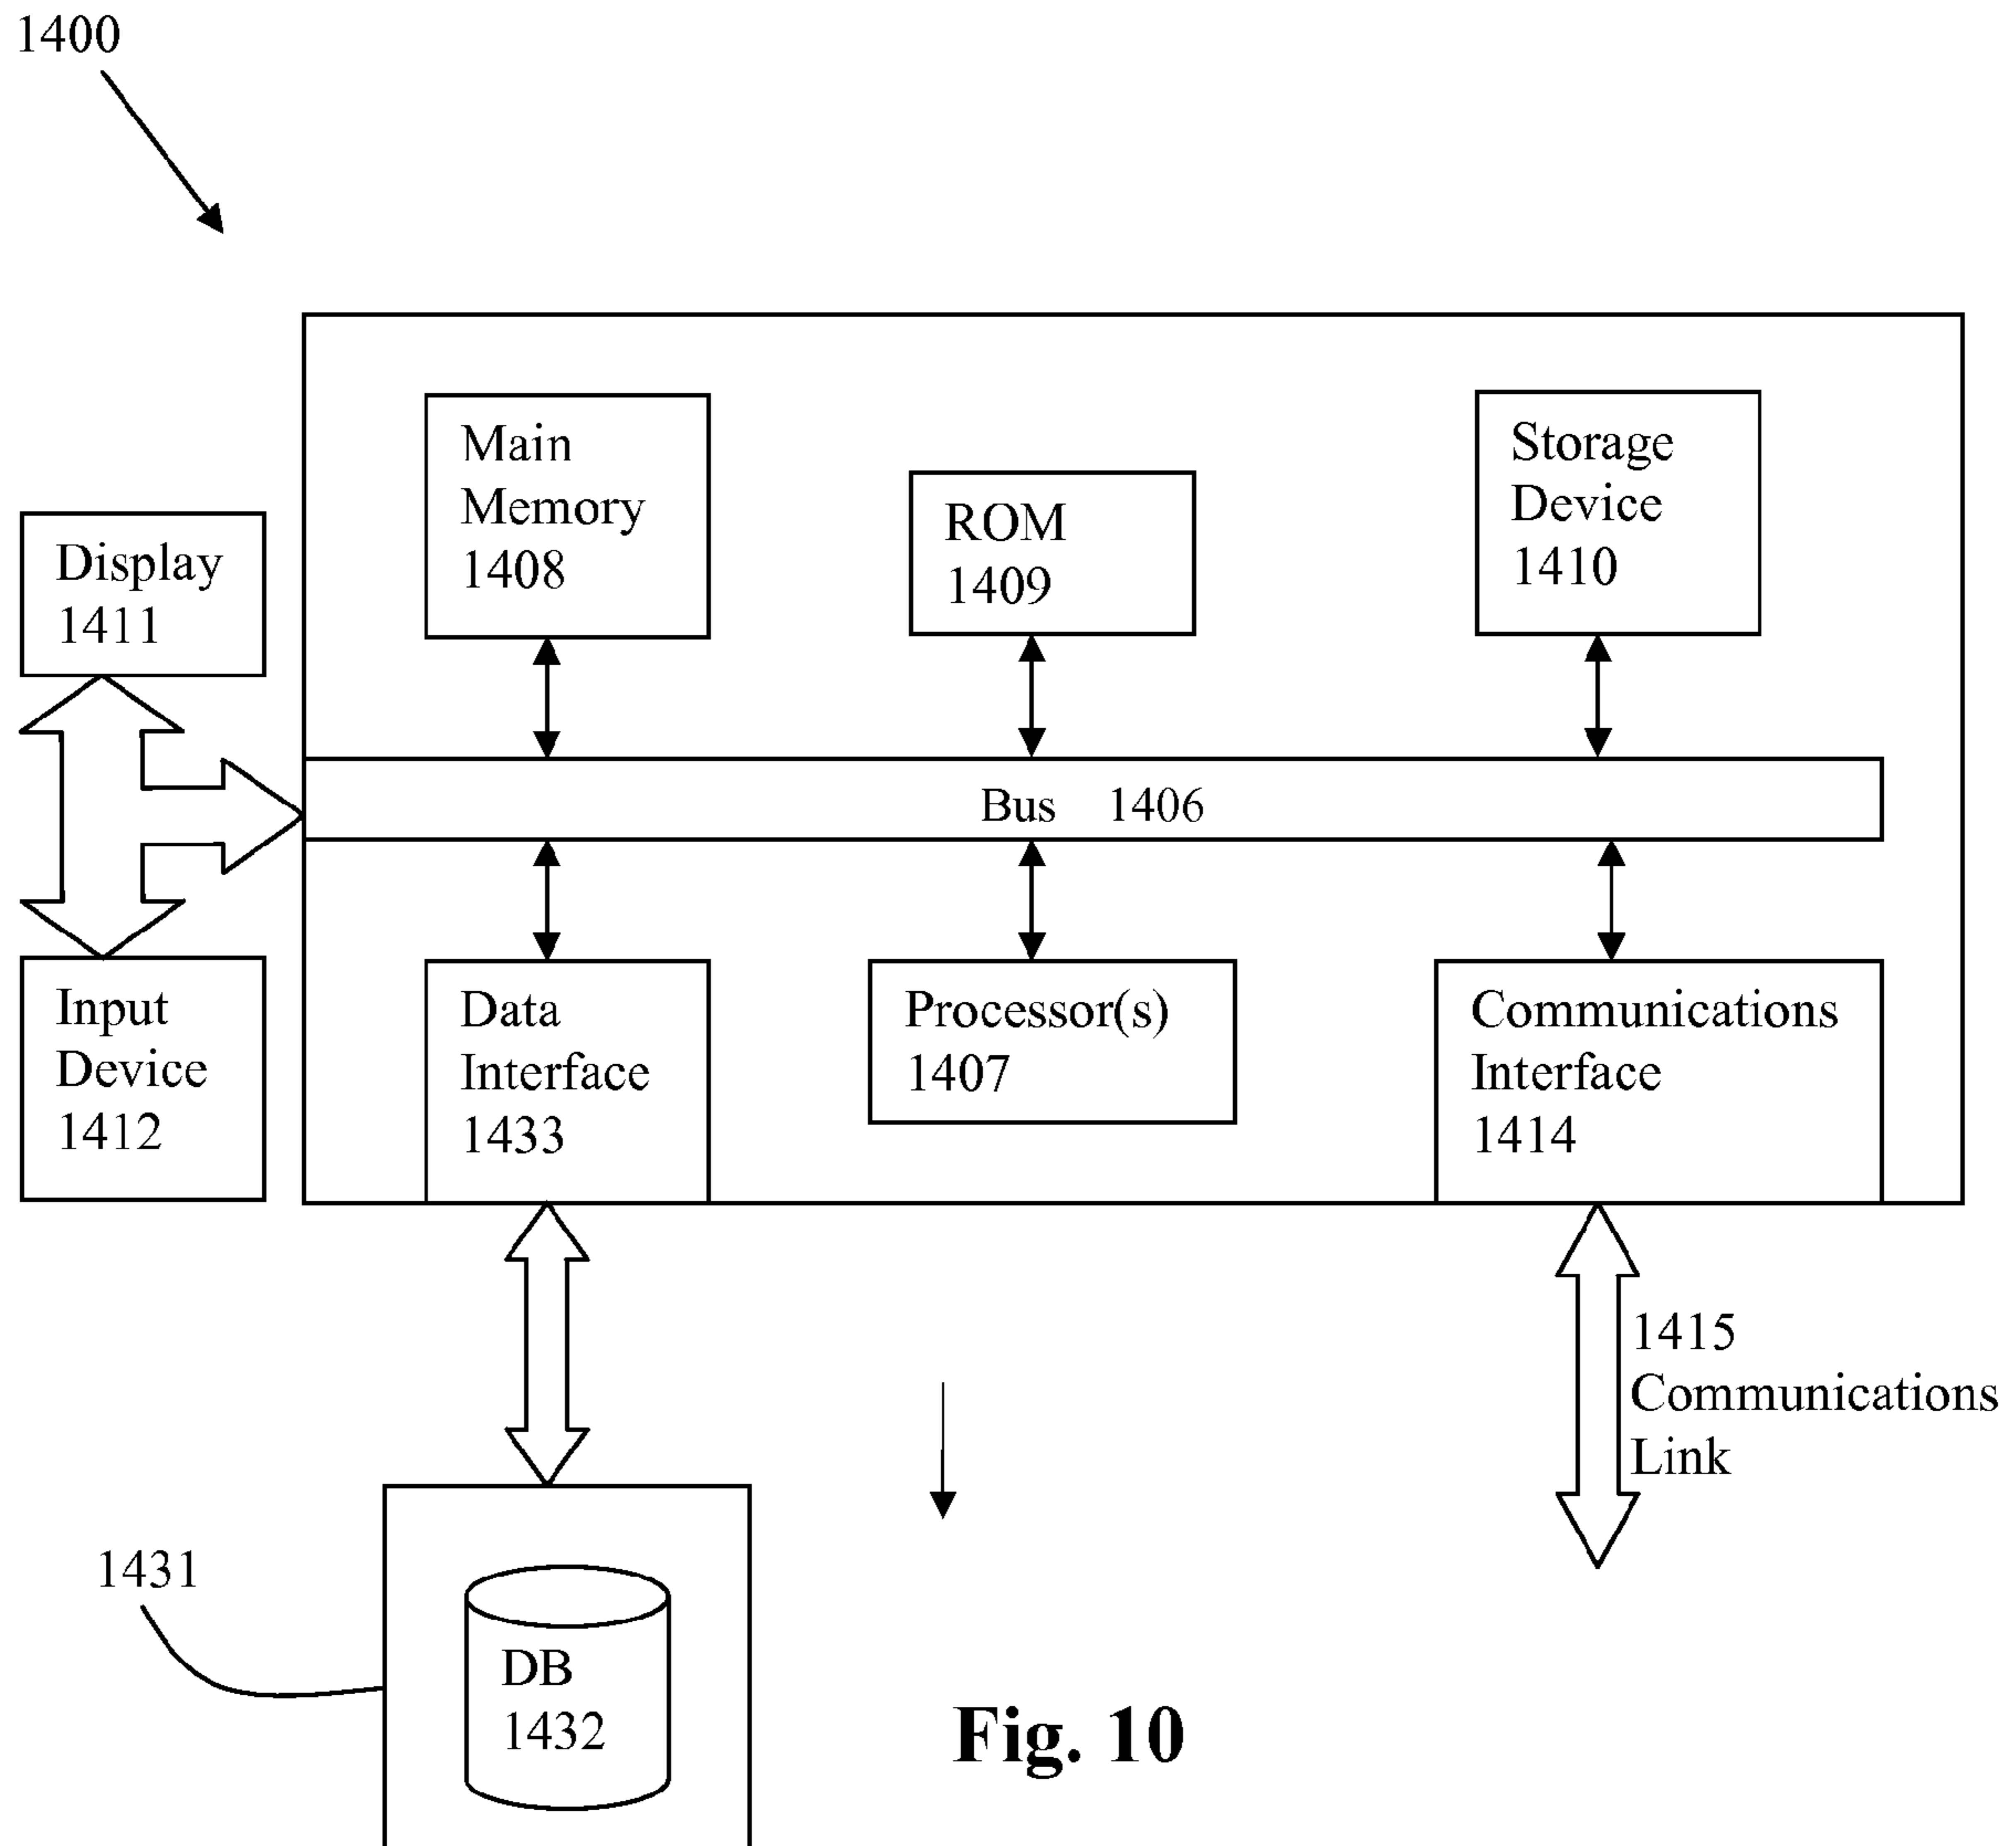 1400
Main
Memory
1408
ROM
1409
Storage
Device
1410
Display
1411
Bus 1406
Input
Device
1412
Data
Interface
1433
Processor(s)
1407
Communications
Interface
1414
1415
Communications
Link
1431
DB
1432
Fig. 10